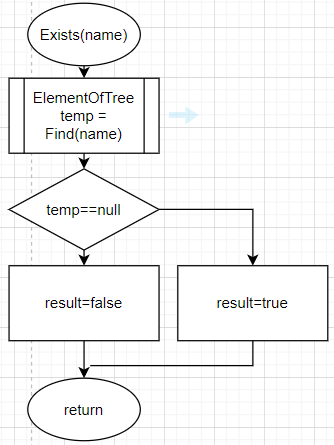 Exists(name)
ElementOfTree
temp =
Find(name)
temp==null
result=false
result=true
return